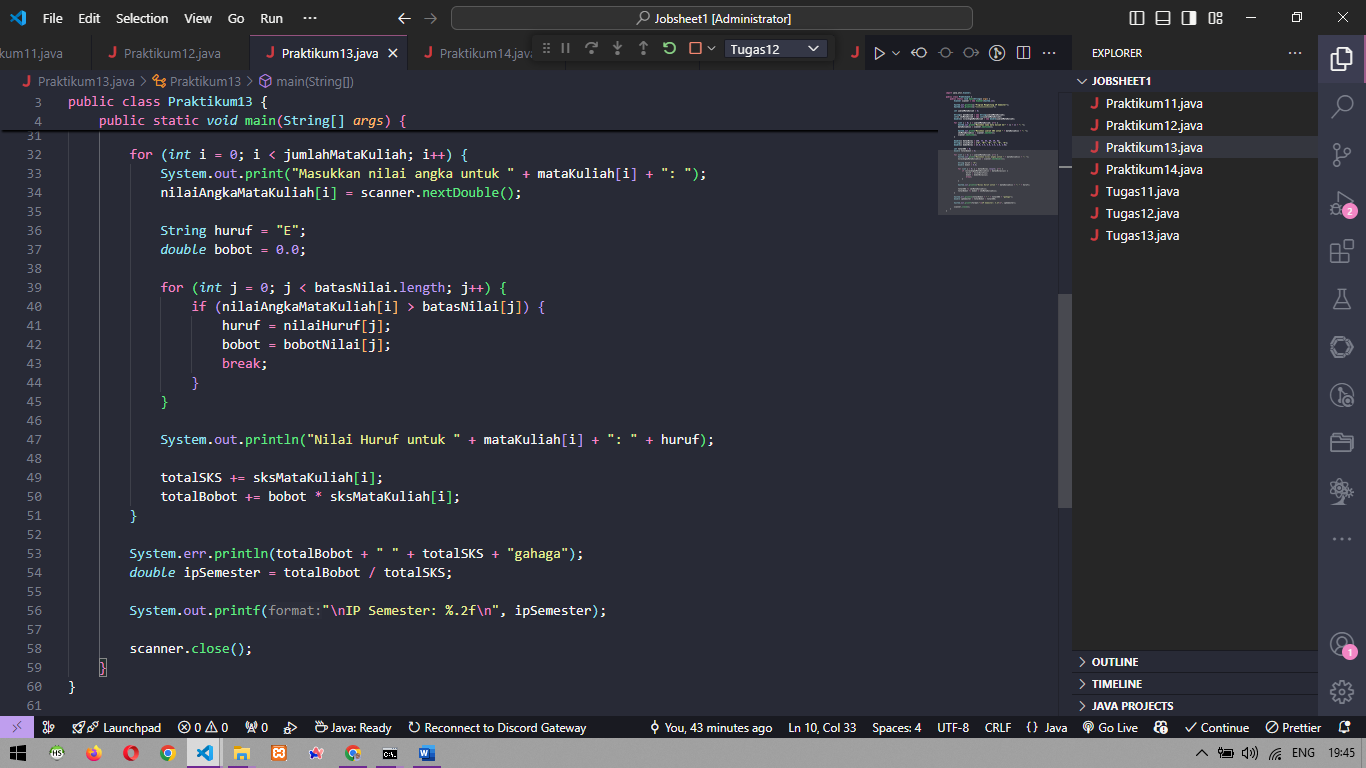 File Edit Selection View Go Run ··· Jobsheet1 [Administrator]
kum11.java Praktikum12.java Praktikum13.java Praktikum14.java Tugas12
Praktikum13.java > Praktikum13 > main(String[])
3 public class Praktikum13 {
4 public static void main(String[] args) {
31
32 for (int i = 0; i < jumlahMataKuliah; i++) {
33 System.out.print("Masukkan nilai angka untuk " + mataKuliah[i] + ": ");
34 nilaiAngkaMataKuliah[i] = scanner.nextDouble();
35
36 String huruf = "E";
37 double bobot = 0.0;
38
39 for (int j = 0; j < batasNilai.length; j++) {
40 if (nilaiAngkaMataKuliah[i] > batasNilai[j]) {
41 huruf = nilaiHuruf[j];
42 bobot = bobotNilai[j];
43 break;
44 }
45 }
46
47 System.out.println("Nilai Huruf untuk " + mataKuliah[i] + ": " + huruf);
48
49 totalSKS += sksMataKuliah[i];
50 totalBobot += bobot * sksMataKuliah[i];
51 }
52
53 System.err.println(totalBobot + " " + totalSKS + "gahaga");
54 double ipSemester = totalBobot / totalSKS;
55
56 System.out.printf(format:"\nIP Semester: %.2f\n", ipSemester);
57
58 scanner.close();
59 }
60 }
61
EXPLORER ···
JOBSHEET1
Praktikum11.java
Praktikum12.java
Praktikum13.java
Praktikum14.java
Tugas11.java
Tugas12.java
Tugas13.java
OUTLINE
TIMELINE
JAVA PROJECTS
2
1
Launchpad 0 0 0 Java: Ready Reconnect to Discord Gateway You, 43 minutes ago Ln 10, Col 33 Spaces: 4 UTF-8 CRLF {} Java Go Live Continue Prettier
HS W ENG 19:45